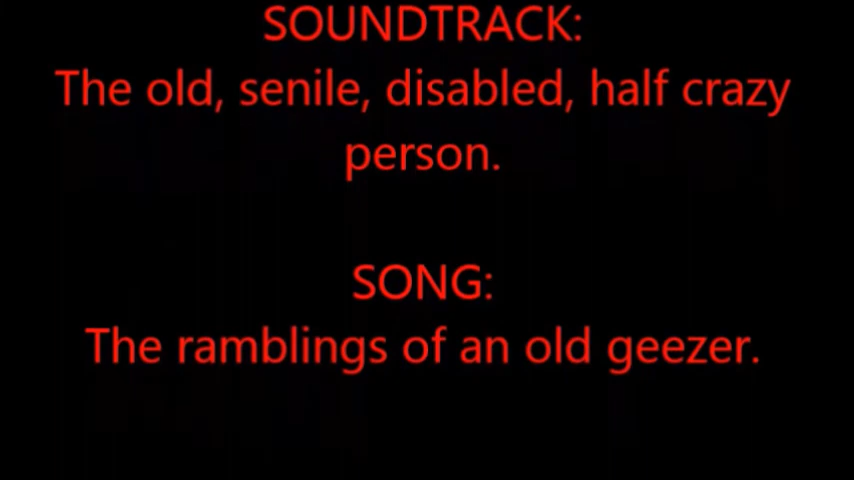 SOUNDTRACK:
The old, senile, disabled, half crazy
person.
SONG:
The ramblings of an old geezer.